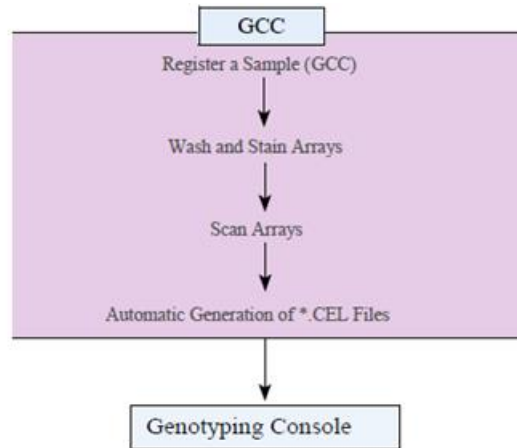 GCC
Register a Sample (GCC)
Wash and Stain Arrays
Scan Arrays
Automatic Generation of *.CEL Files
Genotyping Console